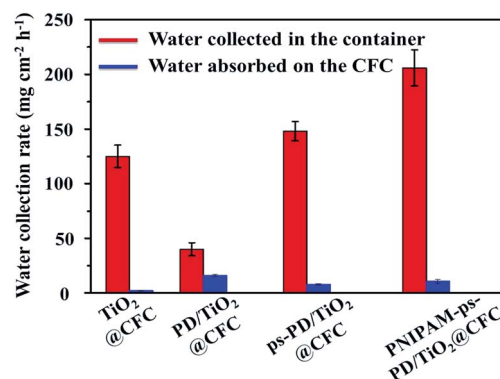 250
200
150
100
50
0
Water collection rate (mg cm⁻² h⁻¹)
Water collected in the container
Water absorbed on the CFC
TiO₂
@CFC
PD/TiO₂
@CFC
ps-PD/TiO₂
@CFC
PNIPAM-ps-
PD/TiO₂@CFC